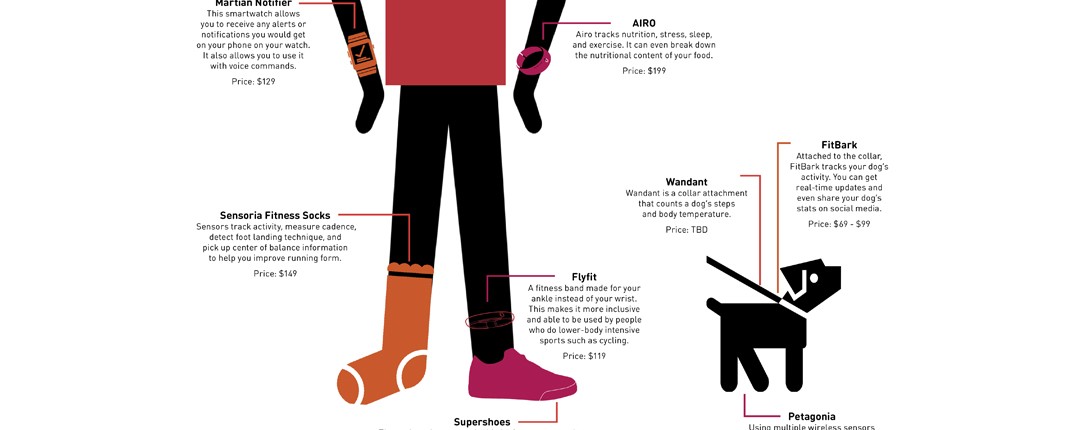 Martian Notifier
This smartwatch allows
you to receive any alerts or
notifications you would get
on your phone on your watch.
It also allows you to use it
with voice commands.
Price: $129
AIRO
Airo tracks nutrition, stress, sleep,
and exercise. It can even break down
the nutritional content of your food.
Price: $199
FitBark
Attached to the collar,
FitBark tracks your dog's
activity. You can get
real-time updates and
even share your dog's
stats on social media.
Price: $69 - $99
Wandant
Wandant is a collar attachment
that counts a dog's steps
and body temperature.
Price: TBD
Sensoria Fitness Socks
Sensors track activity, measure cadence,
detect foot landing technique, and
pick up center of balance information
to help you improve running form.
Price: $149
Flyfit
A fitness band made for your
ankle instead of your wrist.
This makes it more inclusive
and able to be used by people
who do lower-body intensive
sports such as cycling.
Price: $119
Supershoes
Petagonia
Using multiple wireless sensors